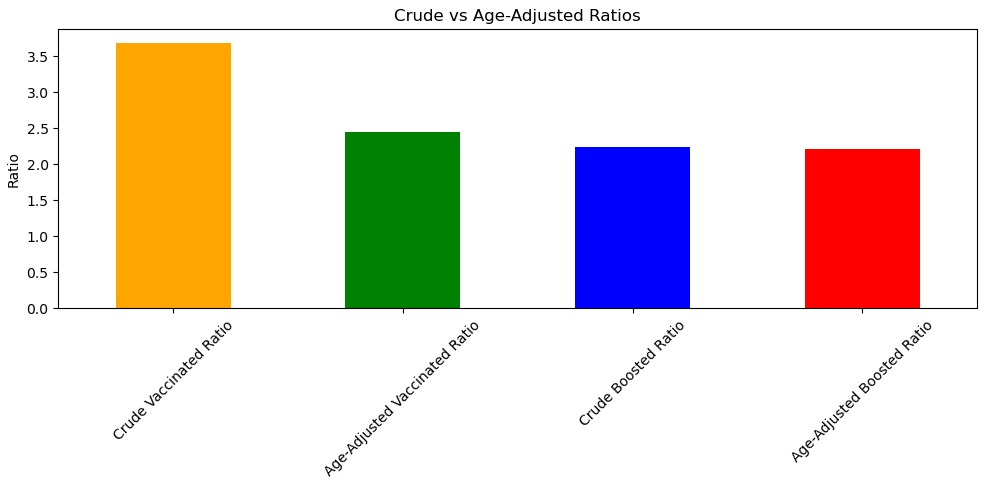 Crude vs Age-Adjusted Ratios
Ratio
3.5
3.0
2.5
2.0
1.5
1.0
0.5
0.0
Crude Vaccinated Ratio
Age-Adjusted Vaccinated Ratio
Crude Boosted Ratio
Age-Adjusted Boosted Ratio